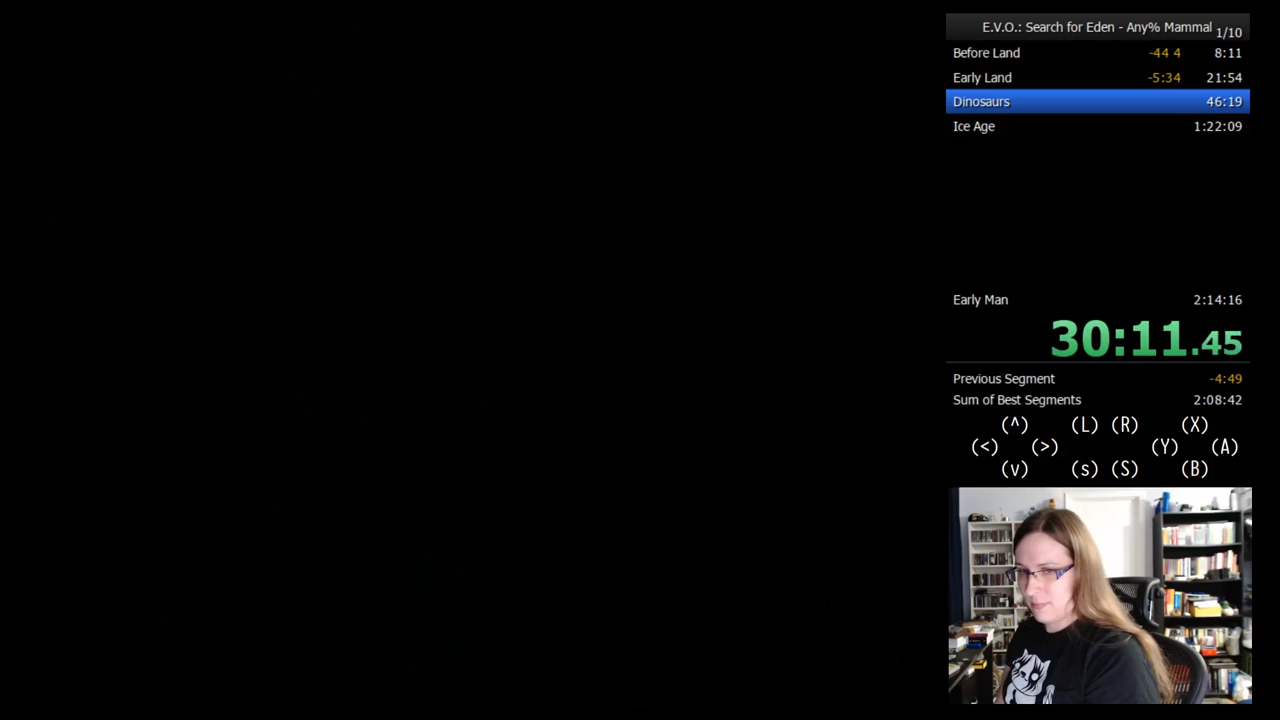 E.V.O.: Search for Eden - Any% Mammal 1/10
Before Land -44 4 8:11
Early Land -5:34 21:54
Dinosaurs 46:19
Ice Age 1:22:09
Early Man 2:14:16
30:11.45
Previous Segment -4:49
Sum of Best Segments 2:08:42
(^) (L) (R) (X)
(<) (>) (Y) (A)
(v) (s) (S) (B)